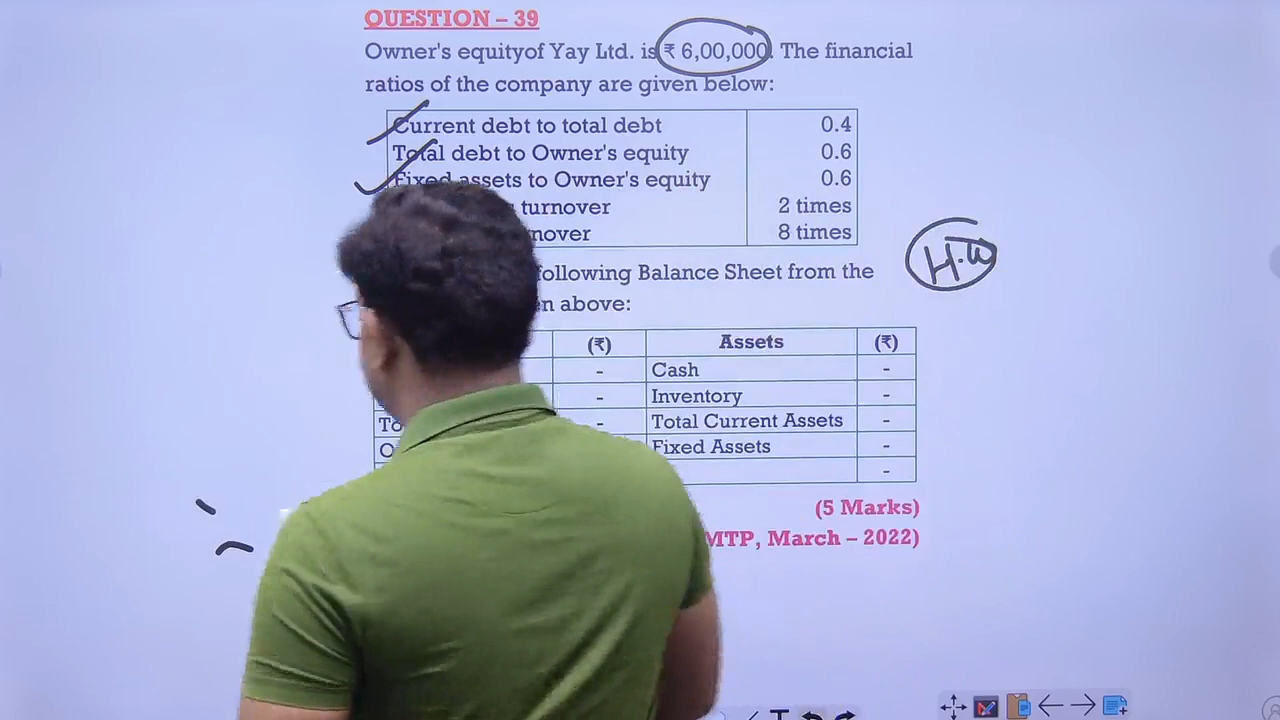 QUESTION – 39
Owner's equityof Yay Ltd. is ₹ 6,00,000. The financial
ratios of the company are given below:
Current debt to total debt 0.4
Total debt to Owner's equity 0.6
Fixed assets to Owner's equity 0.6
turnover 2 times
8 times
H.W
following Balance Sheet from the
above:
(₹) Assets (₹)
- Cash -
- Inventory -
- Total Current Assets -
Fixed Assets -
-
(5 Marks)
MTP, March – 2022)